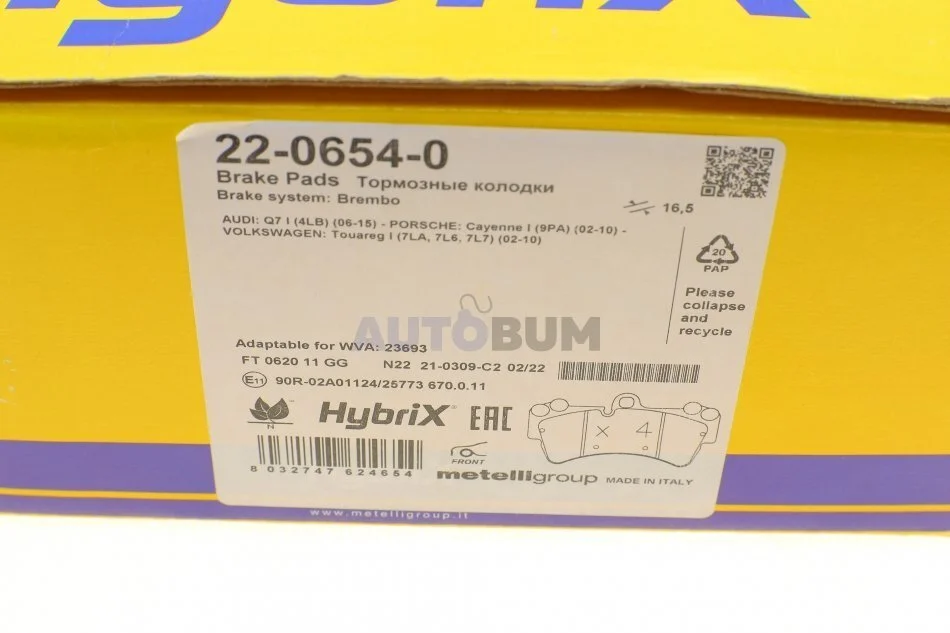 HybriX
22-0654-0
Brake Pads Тормозные колодки
Brake system: Brembo
16,5
AUDI: Q7 I (4LB) (06-15) - PORSCHE: Cayenne I (9PA) (02-10) -
VOLKSWAGEN: Touareg I (7LA, 7L6, 7L7) (02-10)
20
PAP
Please
collapse
and
recycle
AUTOBUM
Adaptable for WVA: 23693
FT 0620 11 GG N22 21-0309-C2 02/22
E11 90R-02A01124/25773 670.0.11
N
HybriX™ EAC
x 4
8 032747 624654
FRONT
metelligroup MADE IN ITALY
www.metelligroup.it